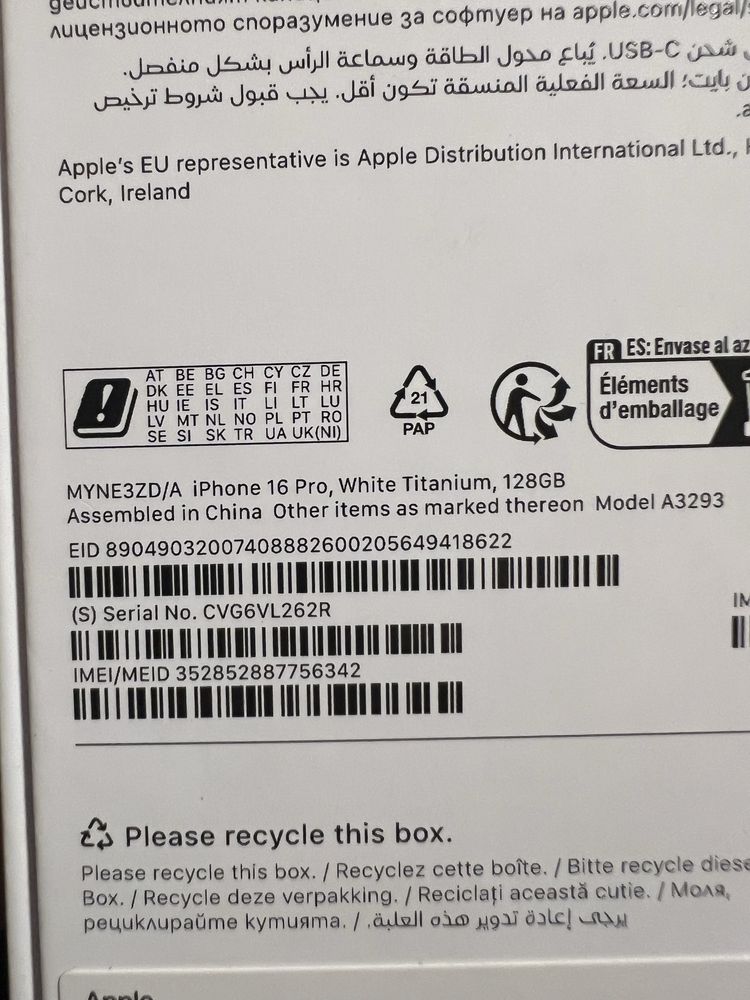 лицензионното споразумение за софтуер на apple.com/legal/
شحن USB-C. يُباع محول الطاقة وسماعة الرأس بشكل منفصل.
بايت؛ السعة الفعلية المنسقة تكون أقل. يجب قبول شروط ترخيص
Apple's EU representative is Apple Distribution International Ltd.,
Cork, Ireland
FR ES: Envase al
Éléments
d'emballage
AT BE BG CH CY CZ DE
DK EE EL ES FI FR HR
HU IE IS IT LI LT LU
LV MT NL NO PL PT RO
SE SI SK TR UA UK(NI)
21
PAP
MYNE3ZD/A iPhone 16 Pro, White Titanium, 128GB
Assembled in China Other items as marked thereon Model A3293
EID 89049032007408882600205649418622
(S) Serial No. CVG6VL262R
IMEI/MEID 352852887756342
Please recycle this box.
Please recycle this box. / Recyclez cette boîte. / Bitte recycle diese
Box. / Recycle deze verpakking. / Reciclați această cutie. / Моля,
рециклирайте кутията. / يرجى إعادة تدوير هذه العلبة.
Apple